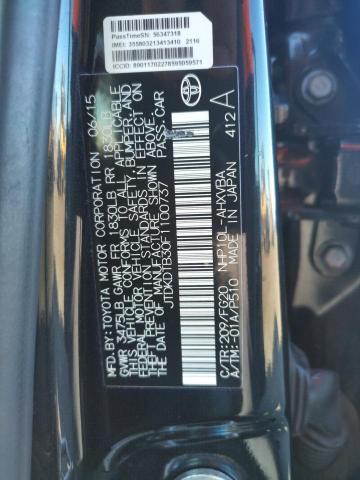 PassTimeSN: 56347318
IMEI: 355803213413410 2116
ICCID: 89011702278595059571
MFD. BY: TOYOTA MOTOR CORPORATION 06/15
GVWR 3475LB GAWR FR 1830LB RR 1830LB
THIS VEHICLE CONFORMS TO ALL APPLICABLE
FEDERAL MOTOR VEHICLE SAFETY, BUMPER, AND
THEFT PREVENTION STANDARDS IN EFFECT ON
THE DATE OF MANUFACTURE SHOWN ABOVE.
JTDKDTB30F1100737 PASS. CAR
C/TR: 209/FG20 NHP10L-AHXVBA
A/TM: -01A/P510 MADE IN JAPAN
412 A